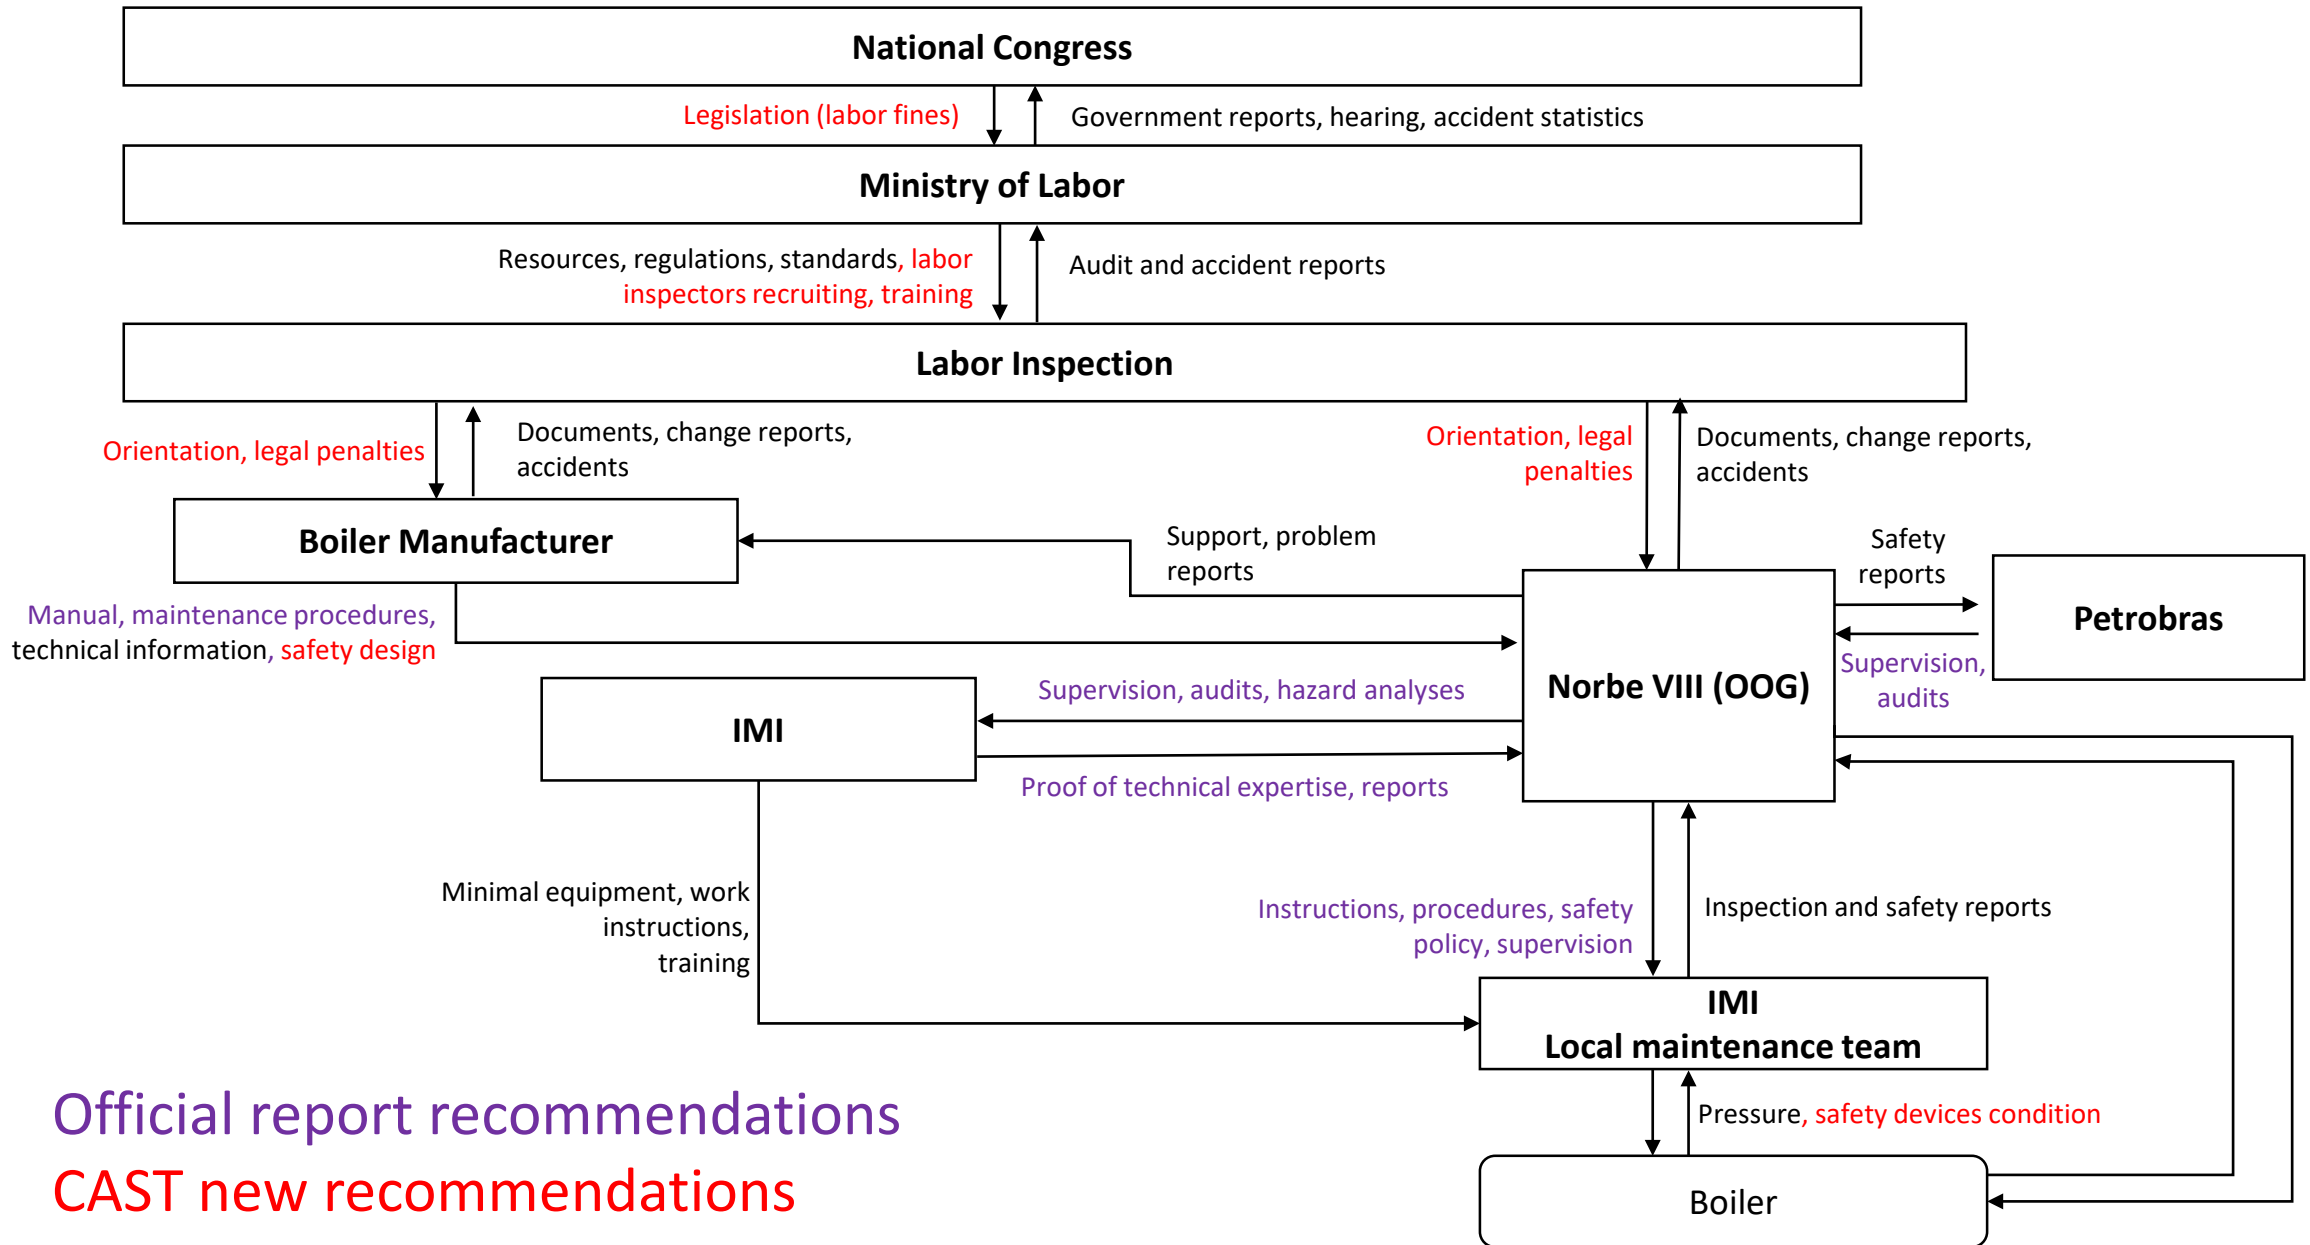 National Congress
Legislation (labor fines)
Government reports, hearing, accident statistics
Ministry of Labor
Resources, regulations, standards, labor
inspectors recruiting, training
Audit and accident reports
Labor Inspection
Orientation, legal penalties
Documents, change reports,
accidents
Orientation, legal
penalties
Documents, change reports,
accidents
Boiler Manufacturer
Support, problem
reports
Safety
reports
Petrobras
Manual, maintenance procedures,
technical information, safety design
Supervision,
audits
Norbe VIII (OOG)
IMI
Supervision, audits, hazard analyses
Proof of technical expertise, reports
Minimal equipment, work
instructions,
training
Instructions, procedures, safety
policy, supervision
Inspection and safety reports
IMI
Local maintenance team
Pressure, safety devices condition
Boiler
Official report recommendations
CAST new recommendations